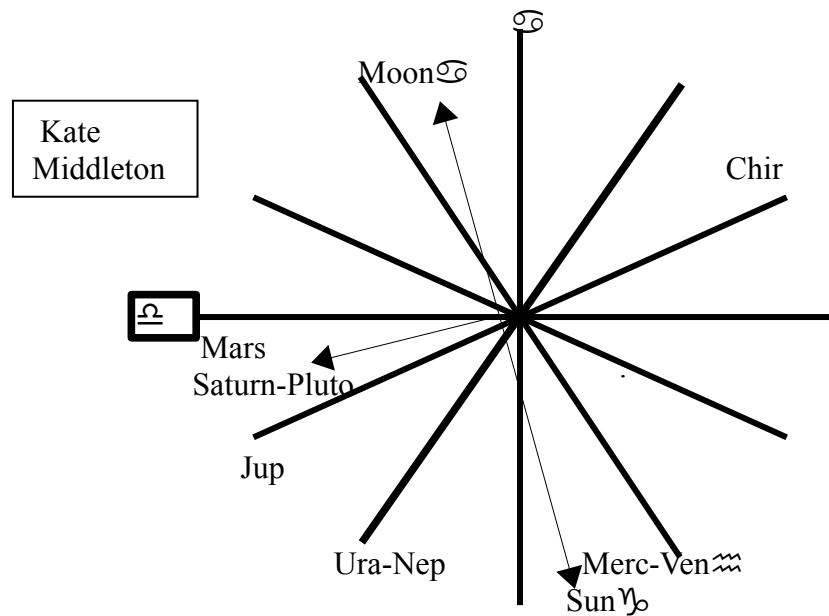 ♋
Moon♋
Kate
Middleton
Chir
♎
Mars
Saturn-Pluto
Jup
Ura-Nep
Merc-Ven♒
Sun♑